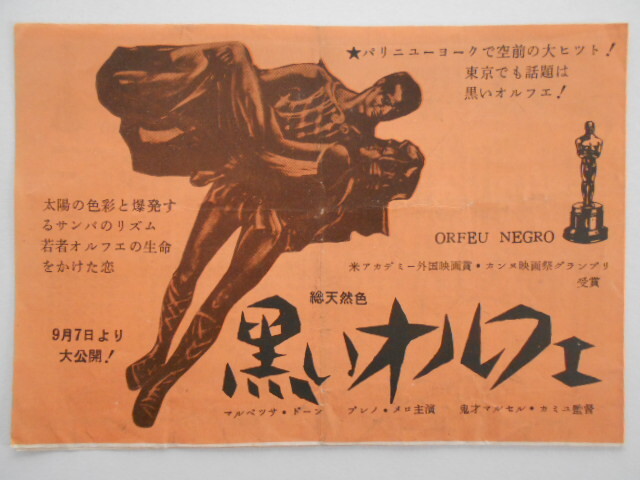 ★パリニューヨークで空前の大ヒット!
東京でも話題は
黒いオルフェ!
太陽の色彩と爆発す
るサンバのリズム
若者オルフェの生命
をかけた恋
ORFEU NEGRO
米アカデミー外国映画賞・カンヌ映画祭グランプリ
受賞
総天然色
9月7日より
大公開!
黒いオルフェ
マルペッサ・ドーン　ブレノ・メロ主演　鬼才マルセル・カミュ監督